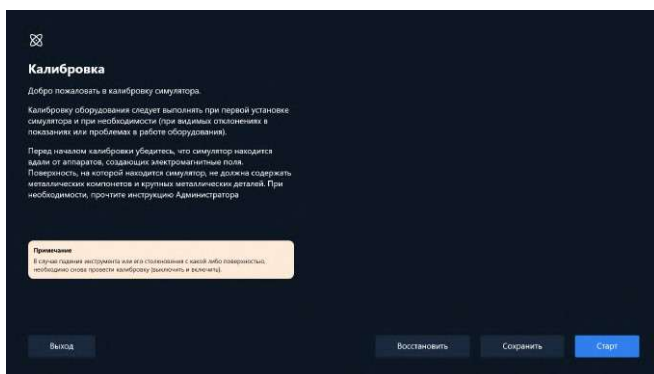 Калибровка
Добро пожаловать в калибровку симулятора.
Калибровку оборудования следует выполнять при первой установке
симулятора и при необходимости (при видимых отклонениях в
показаниях или проблемах в работе оборудования).
Перед началом калибровки убедитесь, что симулятор находится
вдали от аппаратов, создающих электромагнитные поля.
Поверхность, на которой находится симулятор, не должна содержать
металлических компонетов и крупных металлических деталей. При
необходимости, прочтите инструкцию Администратора
Примечание
В случае падения инструмента или его столкновения с какой либо поверхностью,
необходимо снова провести калибровку (выключить и включить).
Выход
Восстановить
Сохранить
Старт